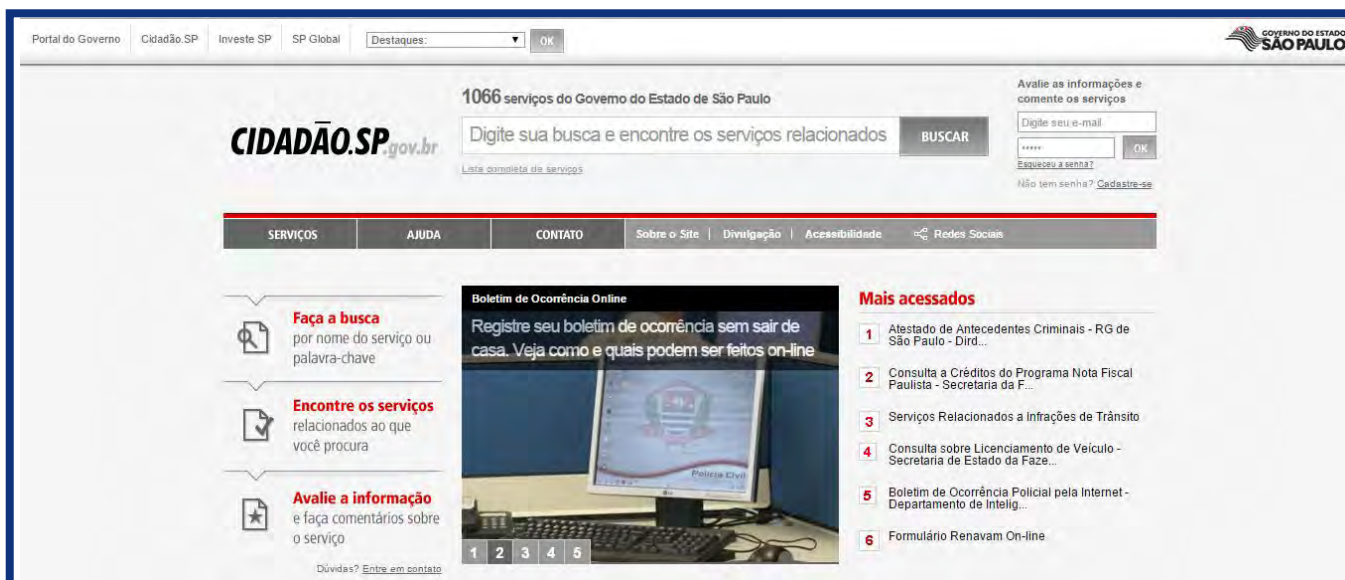 Portal do Governo
Cidadão.SP
Investe SP
SP Global
Destaques:
OK
GOVERNO DO ESTADO
SÃO PAULO
1066 serviços do Governo do Estado de São Paulo
CIDADÃO.SP.gov.br
Digite sua busca e encontre os serviços relacionados
BUSCAR
Lista completa de serviços
Avalie as informações e
comente os serviços
Digite seu e-mail
*****
OK
Esqueceu a senha?
Não tem senha? Cadastre-se
SERVIÇOS
AJUDA
CONTATO
Sobre o Site | Divulgação | Acessibilidade
Redes Sociais
Faça a busca
por nome do serviço ou
palavra-chave
Encontre os serviços
relacionados ao que
você procura
Avalie a informação
e faça comentários sobre
o serviço
Dúvidas? Entre em contato
Boletim de Ocorrência Online
Registre seu boletim de ocorrência sem sair de
casa. Veja como e quais podem ser feitos on-line
Polícia Civil
1 2 3 4 5
Mais acessados
1 Atestado de Antecedentes Criminais - RG de
São Paulo - Dird...
2 Consulta a Créditos do Programa Nota Fiscal
Paulista - Secretaria da F...
3 Serviços Relacionados a Infrações de Trânsito
4 Consulta sobre Licenciamento de Veículo -
Secretaria de Estado da Faze...
5 Boletim de Ocorrência Policial pela Internet -
Departamento de Intelig...
6 Formulário Renavam On-line